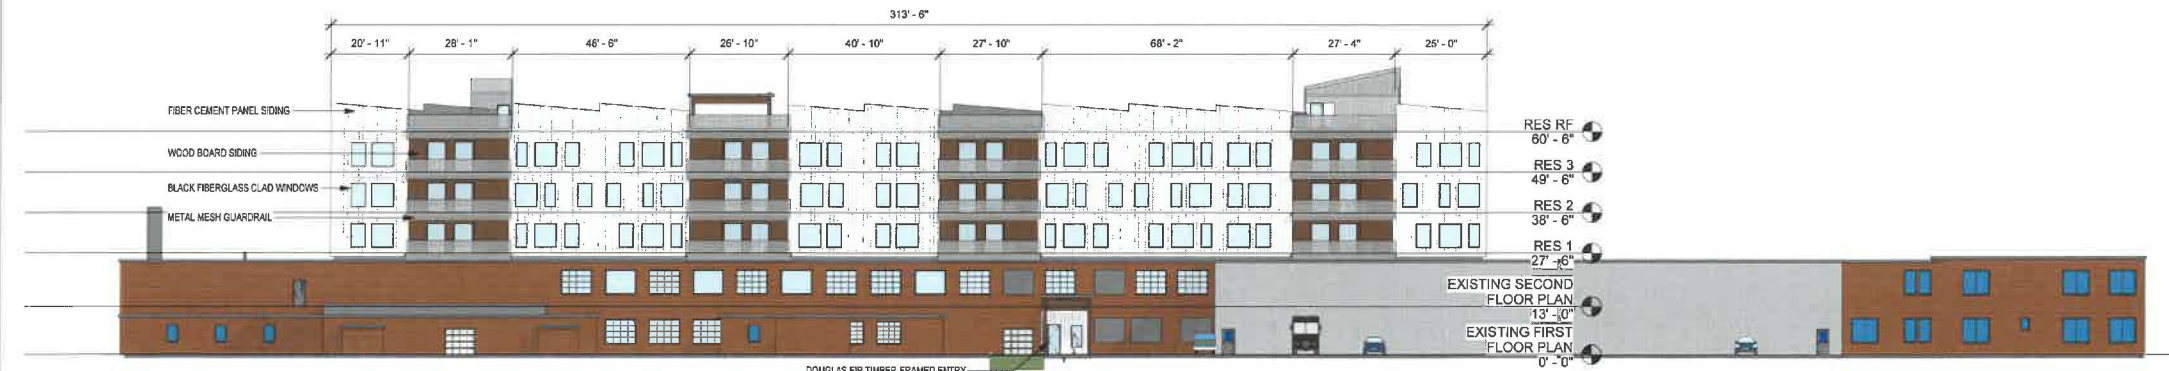 313' - 6"
20' - 11"
28' - 1"
46' - 6"
26' - 10"
40' - 10"
27' - 10"
68' - 2"
27' - 4"
25' - 0"
FIBER CEMENT PANEL SIDING
WOOD BOARD SIDING
BLACK FIBERGLASS CLAD WINDOWS
METAL MESH GUARDRAIL
RES RF
60' - 6"
RES 3
49' - 6"
RES 2
38' - 6"
RES 1
27' - 6"
EXISTING SECOND
FLOOR PLAN
13' - 0"
EXISTING FIRST
FLOOR PLAN
0' - 0"
DOUGLAS FIR TIMBER FRAMED ENTRY